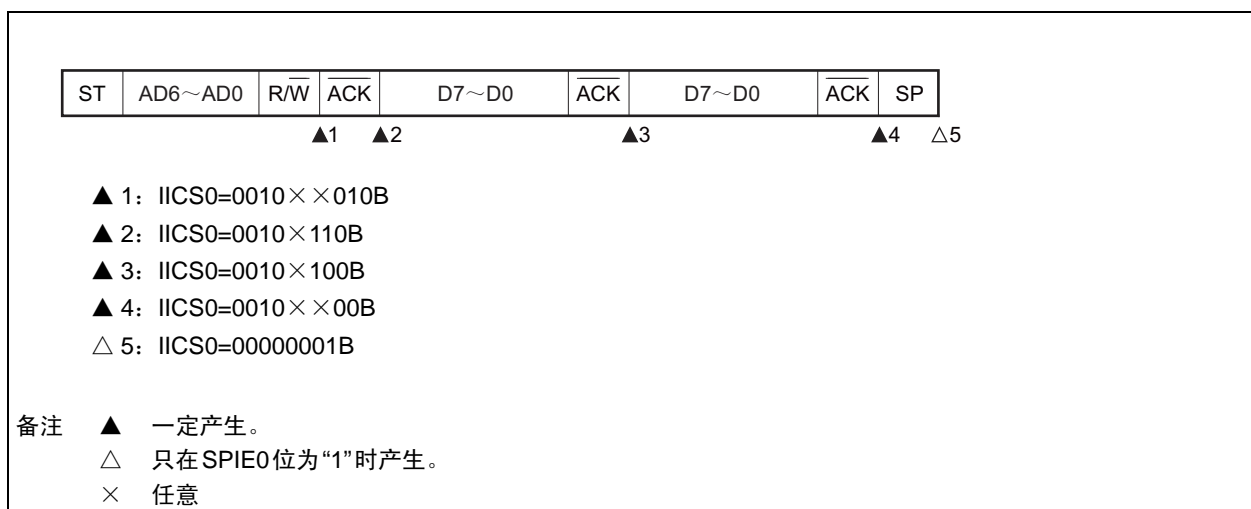 ST AD6～AD0 R/W ACK D7～D0 ACK D7～D0 ACK SP
▲1 ▲2 ▲3 ▲4 △5
▲ 1：IICS0=0010××010B
▲ 2：IICS0=0010×110B
▲ 3：IICS0=0010×100B
▲ 4：IICS0=0010××00B
△ 5：IICS0=00000001B
备注 ▲ 一定产生。
△ 只在SPIE0位为“1”时产生。
× 任意